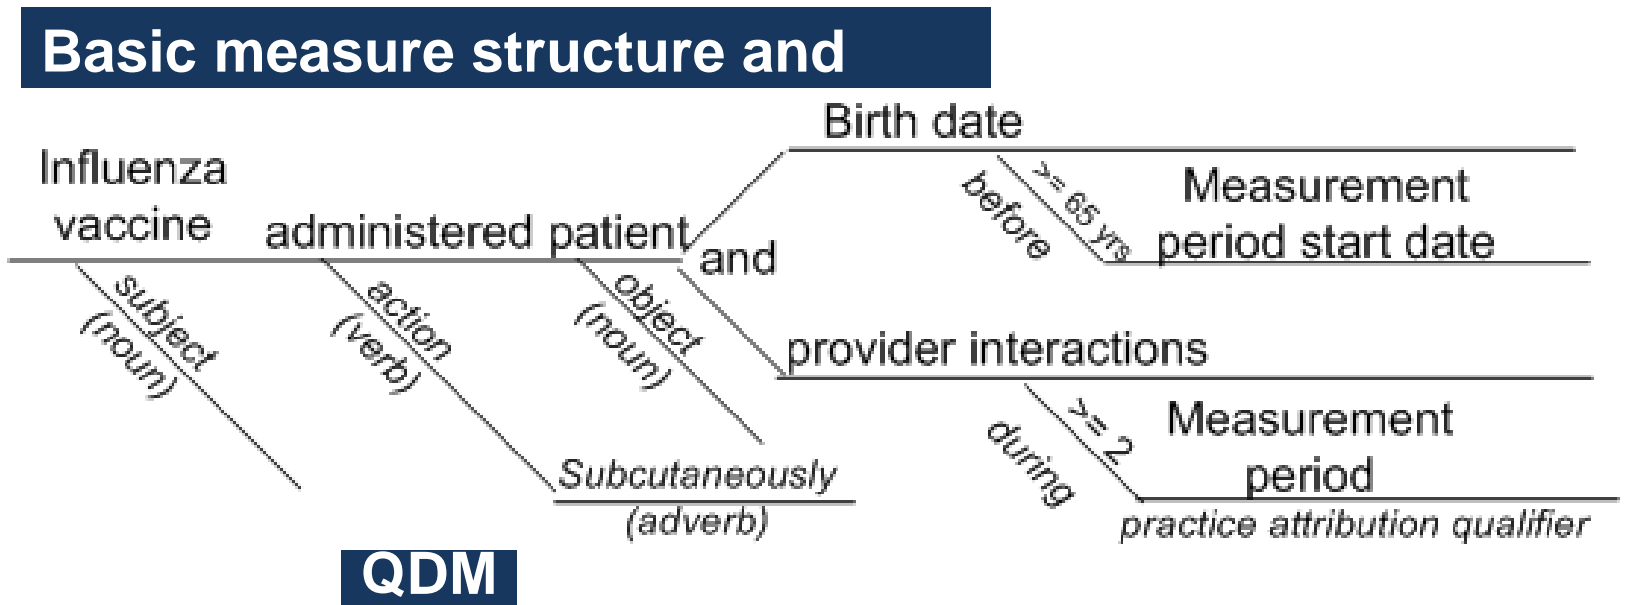 Basic measure structure and
Birth date
Influenza
vaccine
administered patient
and
before
>= 65 yrs
Measurement
period start date
subject
(noun)
action
(verb)
object
(noun)
provider interactions
during
>= 2
Measurement
period
Subcutaneously
(adverb)
practice attribution qualifier
QDM